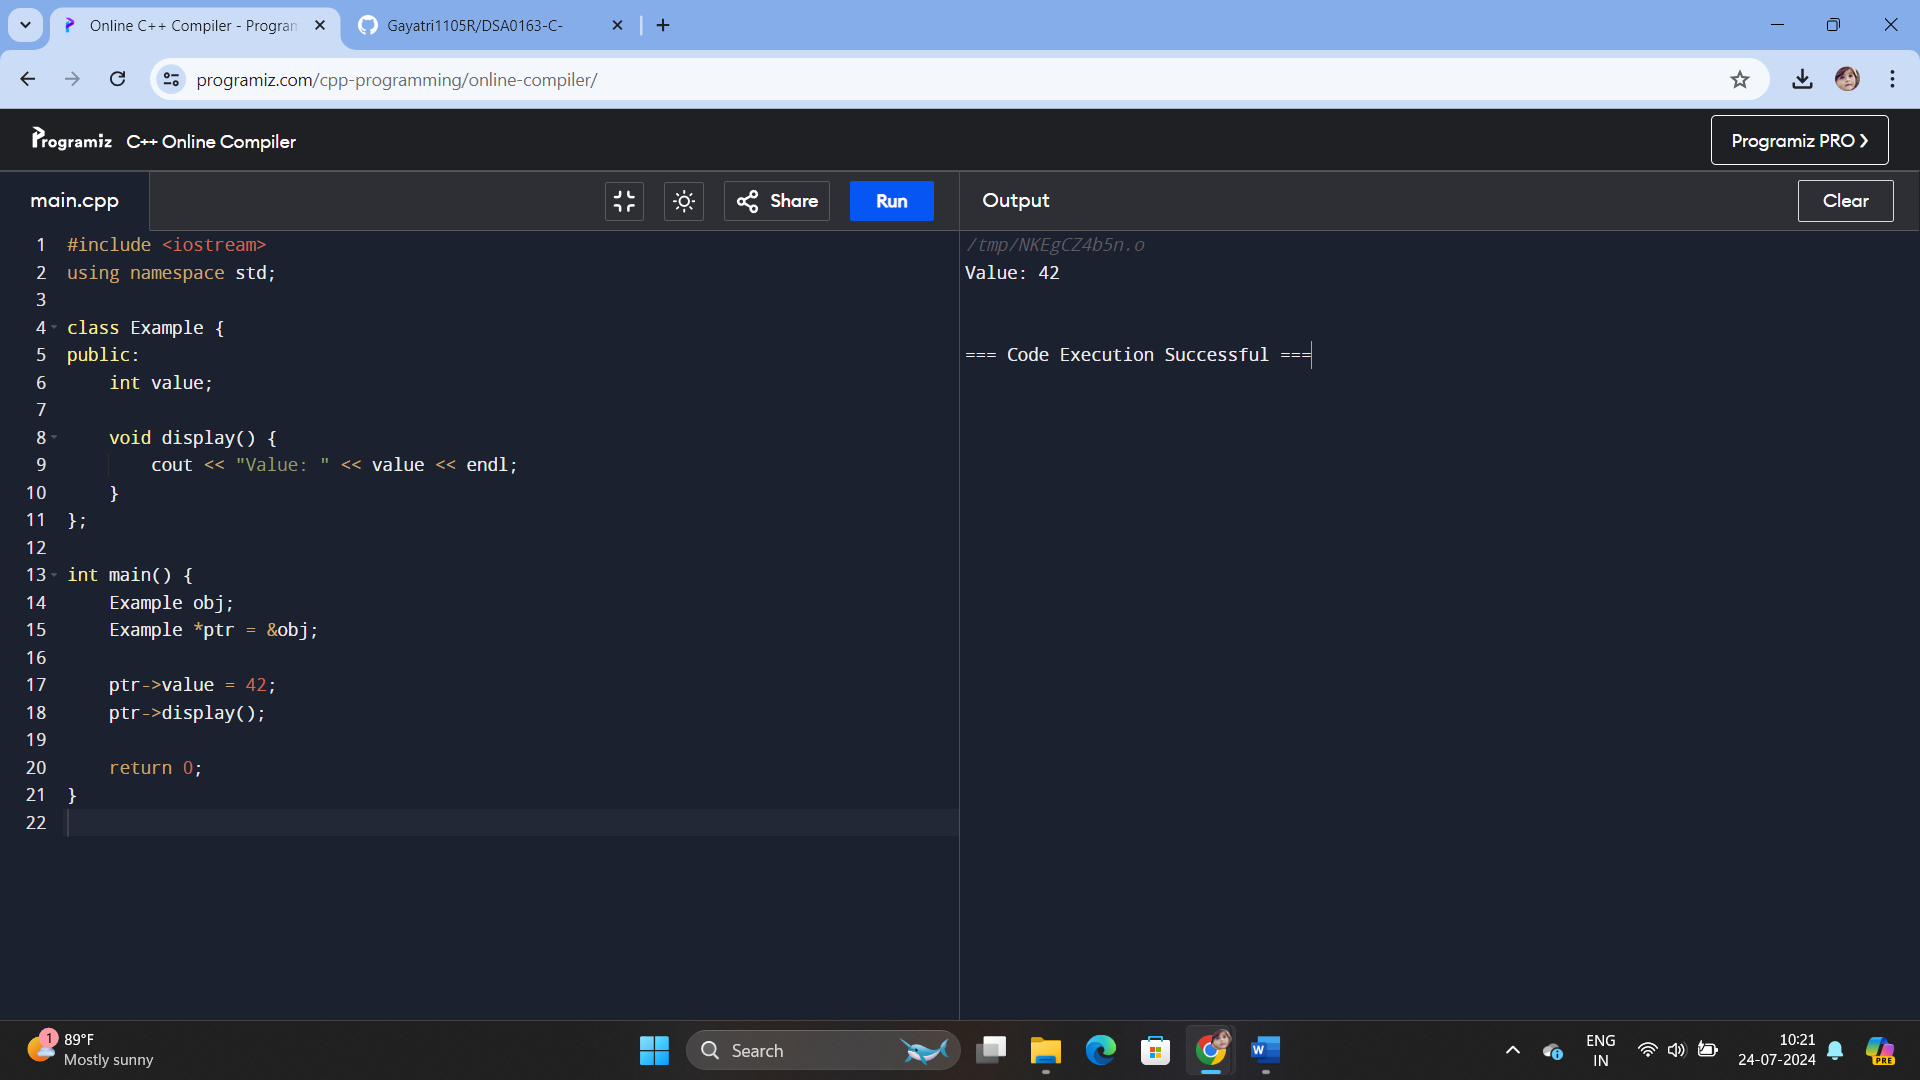 Online C++ Compiler - Program
Gayatri1105R/DSA0163-C-
programiz.com/cpp-programming/online-compiler/
Programiz C++ Online Compiler
Programiz PRO ❯
main.cpp
Share
Run
Output
Clear
1 #include <iostream>
2 using namespace std;
3
4 class Example {
5 public:
6     int value;
7
8     void display() {
9         cout << "Value: " << value << endl;
10     }
11 };
12
13 int main() {
14     Example obj;
15     Example *ptr = &obj;
16
17     ptr->value = 42;
18     ptr->display();
19
20     return 0;
21 }
22
/tmp/NKEgCZ4b5n.o
Value: 42
=== Code Execution Successful ===
1
89°F
Mostly sunny
Search
W
PRE
ENG
IN
10:21
24-07-2024